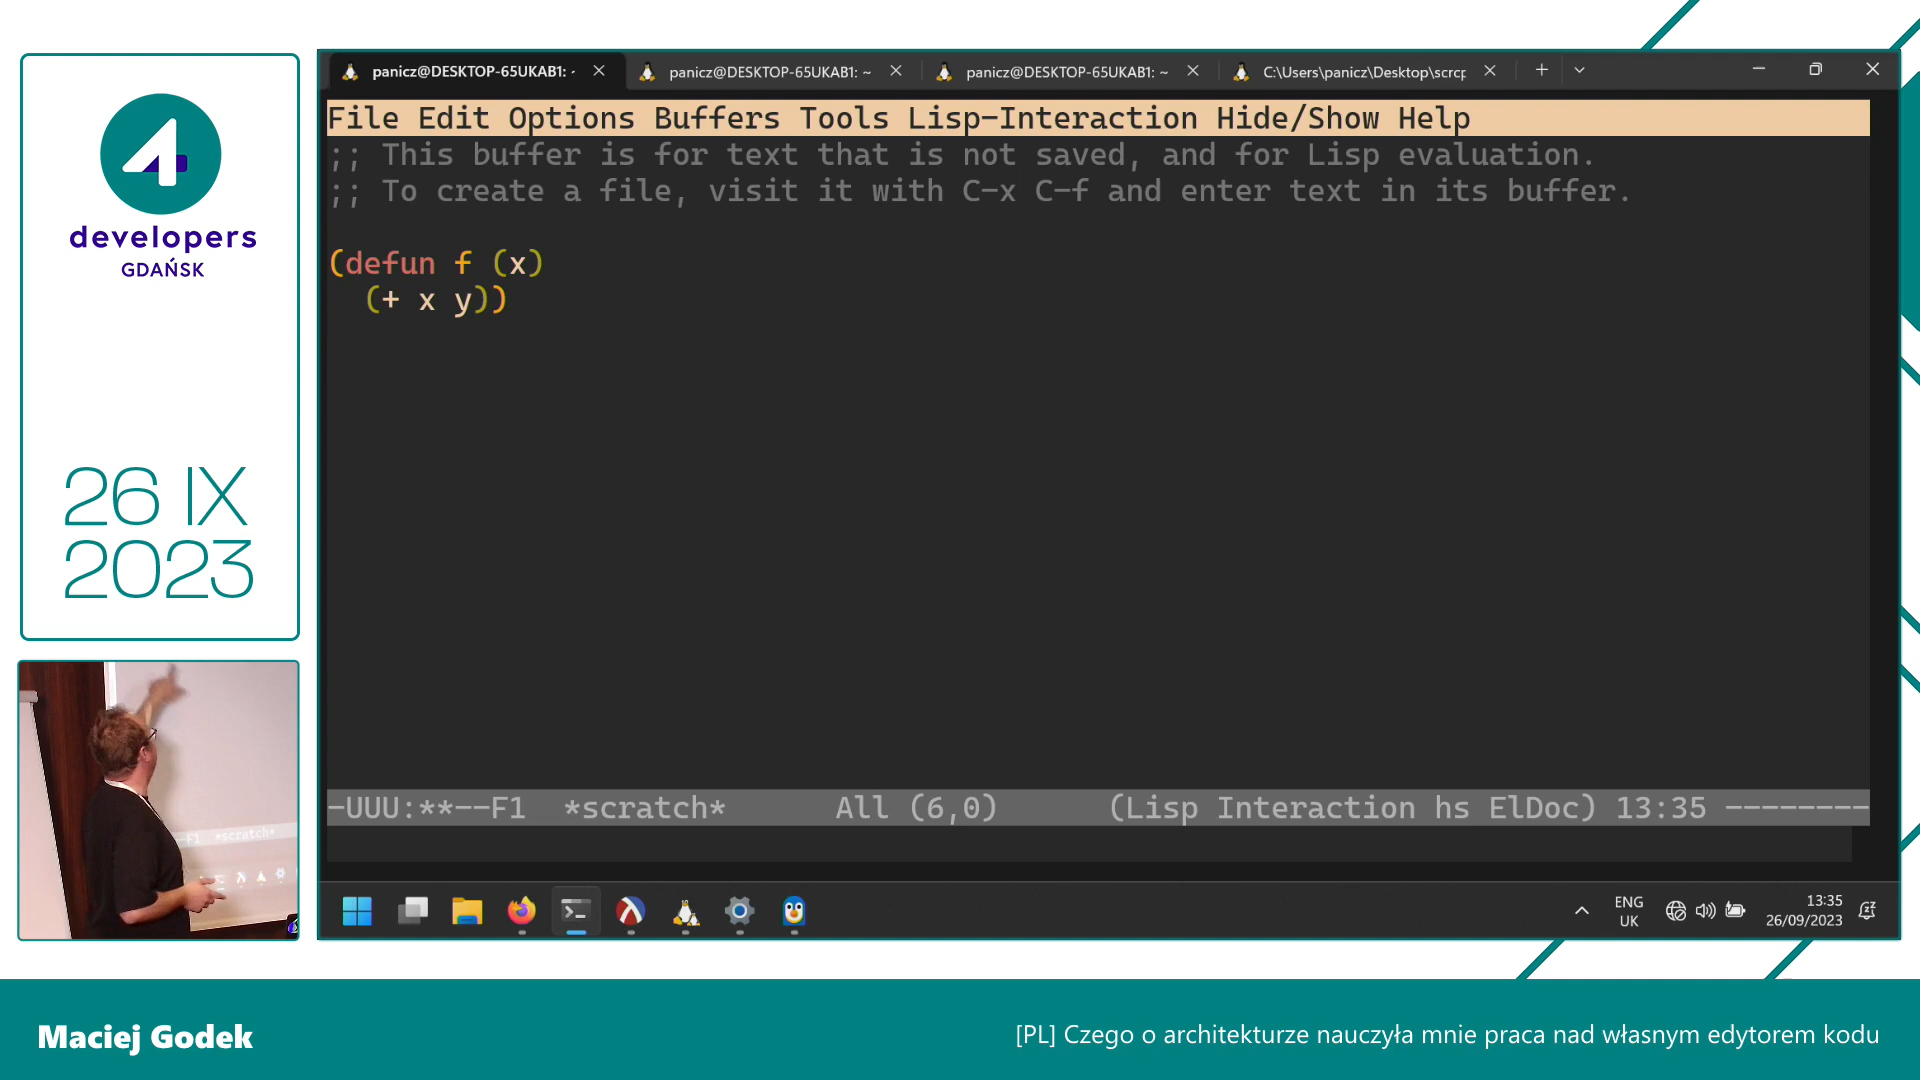 4
developers
GDAŃSK
26 IX
2023
panicz@DESKTOP-65UKAB1: ~
panicz@DESKTOP-65UKAB1: ~
panicz@DESKTOP-65UKAB1: ~
C:\Users\panicz\Desktop\scrcp
File Edit Options Buffers Tools Lisp-Interaction Hide/Show Help
;; This buffer is for text that is not saved, and for Lisp evaluation.
;; To create a file, visit it with C-x C-f and enter text in its buffer.
(defun f (x)
  (+ x y))
-UUU:**--F1  *scratch*      All (6,0)      (Lisp Interaction hs ElDoc) 13:35 --------
--F1 *scratch*
ENG
UK
13:35
26/09/2023
Maciej Godek
[PL] Czego o architekturze nauczyła mnie praca nad własnym edytorem kodu